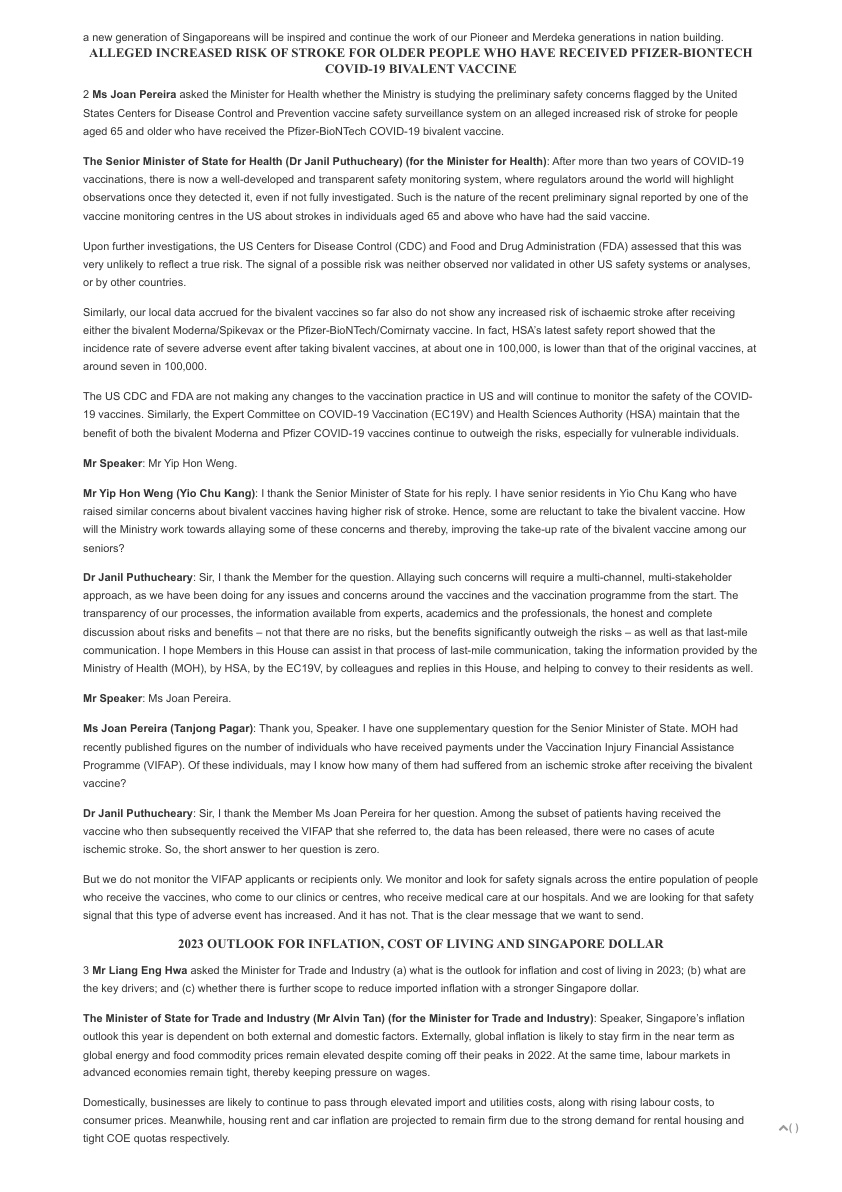 a new generation of Singaporeans will be inspired and continue the work of our Pioneer and Merdeka generations in nation building.
ALLEGED INCREASED RISK OF STROKE FOR OLDER PEOPLE WHO HAVE RECEIVED PFIZER-BIONTECH
COVID-19 BIVALENT VACCINE
2 Ms Joan Pereira asked the Minister for Health whether the Ministry is studying the preliminary safety concerns flagged by the United
States Centers for Disease Control and Prevention vaccine safety surveillance system on an alleged increased risk of stroke for people
aged 65 and older who have received the Pfizer-BioNTech COVID-19 bivalent vaccine.
The Senior Minister of State for Health (Dr Janil Puthucheary) (for the Minister for Health): After more than two years of COVID-19
vaccinations, there is now a well-developed and transparent safety monitoring system, where regulators around the world will highlight
observations once they detected it, even if not fully investigated. Such is the nature of the recent preliminary signal reported by one of the
vaccine monitoring centres in the US about strokes in individuals aged 65 and above who have had the said vaccine.
Upon further investigations, the US Centers for Disease Control (CDC) and Food and Drug Administration (FDA) assessed that this was
very unlikely to reflect a true risk. The signal of a possible risk was neither observed nor validated in other US safety systems or analyses,
or by other countries.
Similarly, our local data accrued for the bivalent vaccines so far also do not show any increased risk of ischaemic stroke after receiving
either the bivalent Moderna/Spikevax or the Pfizer-BioNTech/Comirnaty vaccine. In fact, HSA's latest safety report showed that the
incidence rate of severe adverse event after taking bivalent vaccines, at about one in 100,000, is lower than that of the original vaccines, at
around seven in 100,000.
The US CDC and FDA are not making any changes to the vaccination practice in US and will continue to monitor the safety of the COVID-
19 vaccines. Similarly, the Expert Committee on COVID-19 Vaccination (EC19V) and Health Sciences Authority (HSA) maintain that the
benefit of both the bivalent Moderna and Pfizer COVID-19 vaccines continue to outweigh the risks, especially for vulnerable individuals.
Mr Speaker: Mr Yip Hon Weng.
Mr Yip Hon Weng (Yio Chu Kang): I thank the Senior Minister of State for his reply. I have senior residents in Yio Chu Kang who have
raised similar concerns about bivalent vaccines having higher risk of stroke. Hence, some are reluctant to take the bivalent vaccine. How
will the Ministry work towards allaying some of these concerns and thereby, improving the take-up rate of the bivalent vaccine among our
seniors?
Dr Janil Puthucheary: Sir, I thank the Member for the question. Allaying such concerns will require a multi-channel, multi-stakeholder
approach, as we have been doing for any issues and concerns around the vaccines and the vaccination programme from the start. The
transparency of our processes, the information available from experts, academics and the professionals, the honest and complete
discussion about risks and benefits – not that there are no risks, but the benefits significantly outweigh the risks – as well as that last-mile
communication. I hope Members in this House can assist in that process of last-mile communication, taking the information provided by the
Ministry of Health (MOH), by HSA, by the EC19V, by colleagues and replies in this House, and helping to convey to their residents as well.
Mr Speaker: Ms Joan Pereira.
Ms Joan Pereira (Tanjong Pagar): Thank you, Speaker. I have one supplementary question for the Senior Minister of State. MOH had
recently published figures on the number of individuals who have received payments under the Vaccination Injury Financial Assistance
Programme (VIFAP). Of these individuals, may I know how many of them had suffered from an ischemic stroke after receiving the bivalent
vaccine?
Dr Janil Puthucheary: Sir, I thank the Member Ms Joan Pereira for her question. Among the subset of patients having received the
vaccine who then subsequently received the VIFAP that she referred to, the data has been released, there were no cases of acute
ischemic stroke. So, the short answer to her question is zero.
But we do not monitor the VIFAP applicants or recipients only. We monitor and look for safety signals across the entire population of people
who receive the vaccines, who come to our clinics or centres, who receive medical care at our hospitals. And we are looking for that safety
signal that this type of adverse event has increased. And it has not. That is the clear message that we want to send.
2023 OUTLOOK FOR INFLATION, COST OF LIVING AND SINGAPORE DOLLAR
3 Mr Liang Eng Hwa asked the Minister for Trade and Industry (a) what is the outlook for inflation and cost of living in 2023; (b) what are
the key drivers; and (c) whether there is further scope to reduce imported inflation with a stronger Singapore dollar.
The Minister of State for Trade and Industry (Mr Alvin Tan) (for the Minister for Trade and Industry): Speaker, Singapore's inflation
outlook this year is dependent on both external and domestic factors. Externally, global inflation is likely to stay firm in the near term as
global energy and food commodity prices remain elevated despite coming off their peaks in 2022. At the same time, labour markets in
advanced economies remain tight, thereby keeping pressure on wages.
Domestically, businesses are likely to continue to pass through elevated import and utilities costs, along with rising labour costs, to
consumer prices. Meanwhile, housing rent and car inflation are projected to remain firm due to the strong demand for rental housing and
tight COE quotas respectively.
( )